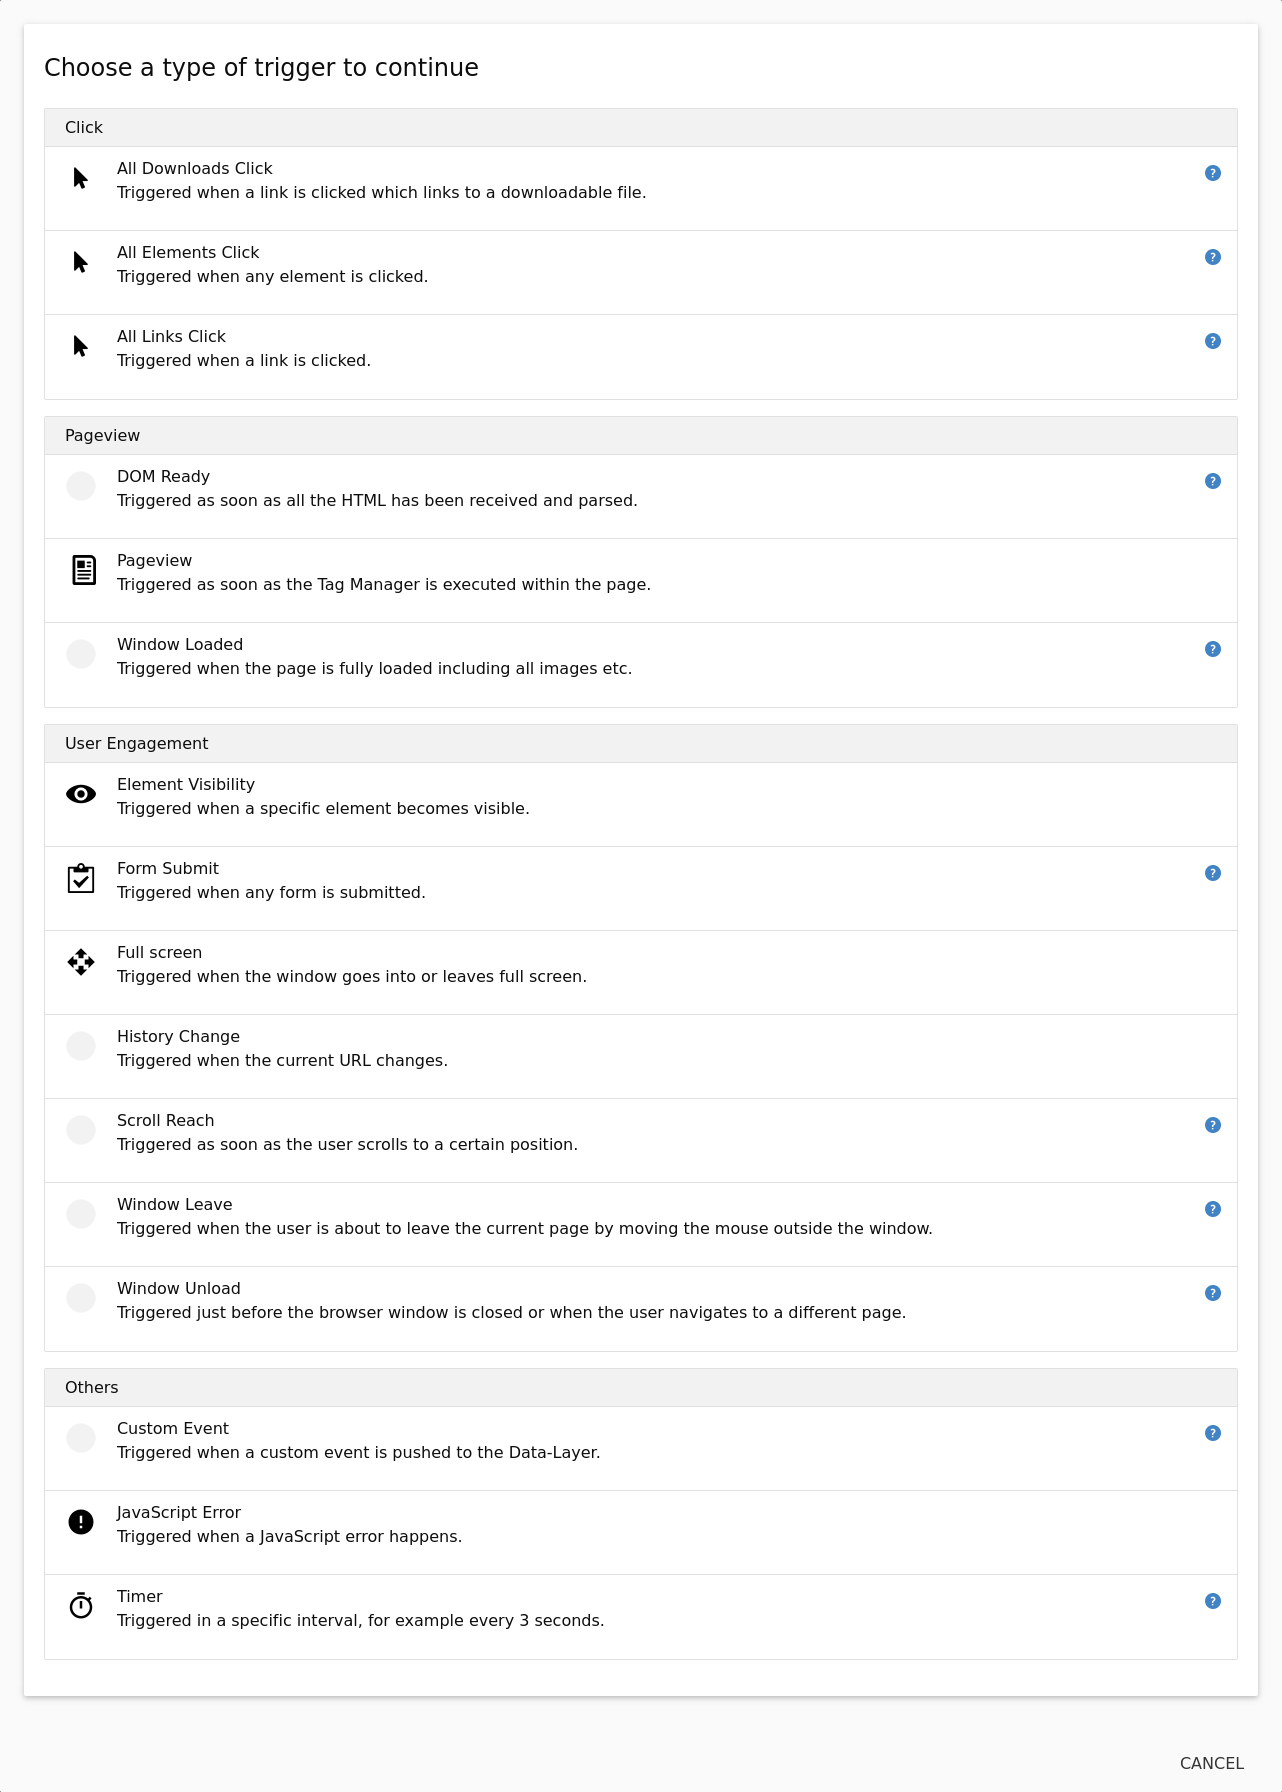 Choose a type of trigger to continue
Click
All Downloads Click
Triggered when a link is clicked which links to a downloadable file.
All Elements Click
Triggered when any element is clicked.
All Links Click
Triggered when a link is clicked.
Pageview
DOM Ready
Triggered as soon as all the HTML has been received and parsed.
Pageview
Triggered as soon as the Tag Manager is executed within the page.
Window Loaded
Triggered when the page is fully loaded including all images etc.
User Engagement
Element Visibility
Triggered when a specific element becomes visible.
Form Submit
Triggered when any form is submitted.
Full screen
Triggered when the window goes into or leaves full screen.
History Change
Triggered when the current URL changes.
Scroll Reach
Triggered as soon as the user scrolls to a certain position.
Window Leave
Triggered when the user is about to leave the current page by moving the mouse outside the window.
Window Unload
Triggered just before the browser window is closed or when the user navigates to a different page.
Others
Custom Event
Triggered when a custom event is pushed to the Data-Layer.
JavaScript Error
Triggered when a JavaScript error happens.
Timer
Triggered in a specific interval, for example every 3 seconds.
CANCEL